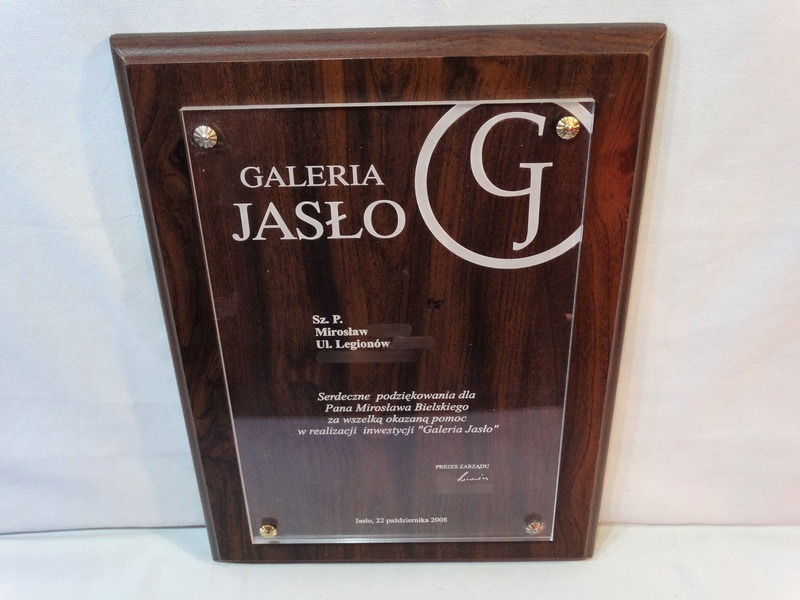 GALERIA
JASŁO
GJ
Sz. P.
Mirosław
Ul. Legionów
Serdeczne podziękowania dla
Pana Mirosława Bielskiego
za wszelką okazaną pomoc
w realizacji inwestycji "Galeria Jasło"
PREZES ZARZĄDU
Jasło, 22 października 2008